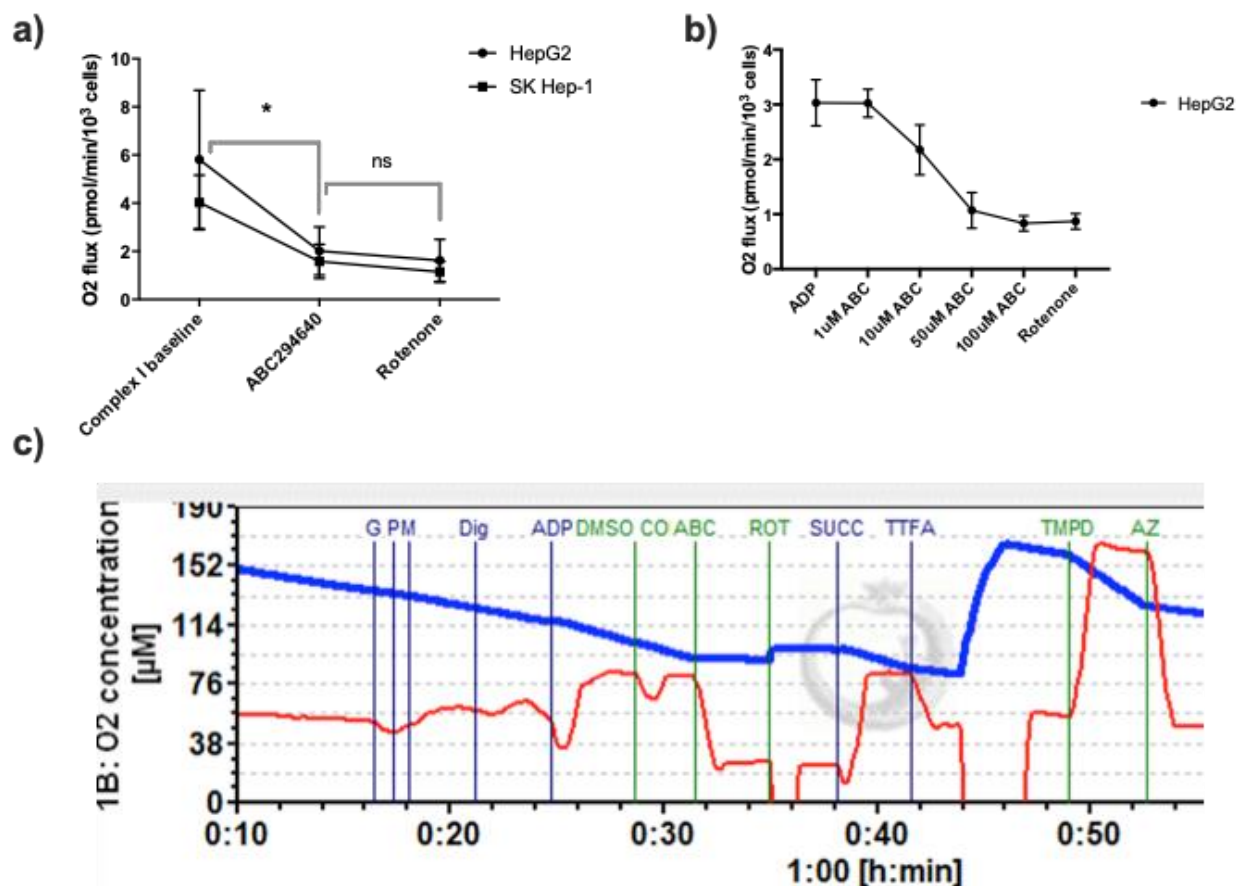 a)
10
8
6
4
2
0
O2 flux (pmol/min/10³ cells)
*
ns
HepG2
SK Hep-1
Complex I baseline
ABC294640
Rotenone
b)
4
3
2
1
0
O2 flux (pmol/min/10³ cells)
HepG2
ADP
1uM ABC
10uM ABC
50uM ABC
100uM ABC
Rotenone
c)
1B: O2 concentration
[µM]
190
152
114
76
38
0
G PM Dig ADP DMSO CO ABC ROT SUCC TTFA TMPD AZ
0:10 0:20 0:30 0:40 0:50
1:00 [h:min]